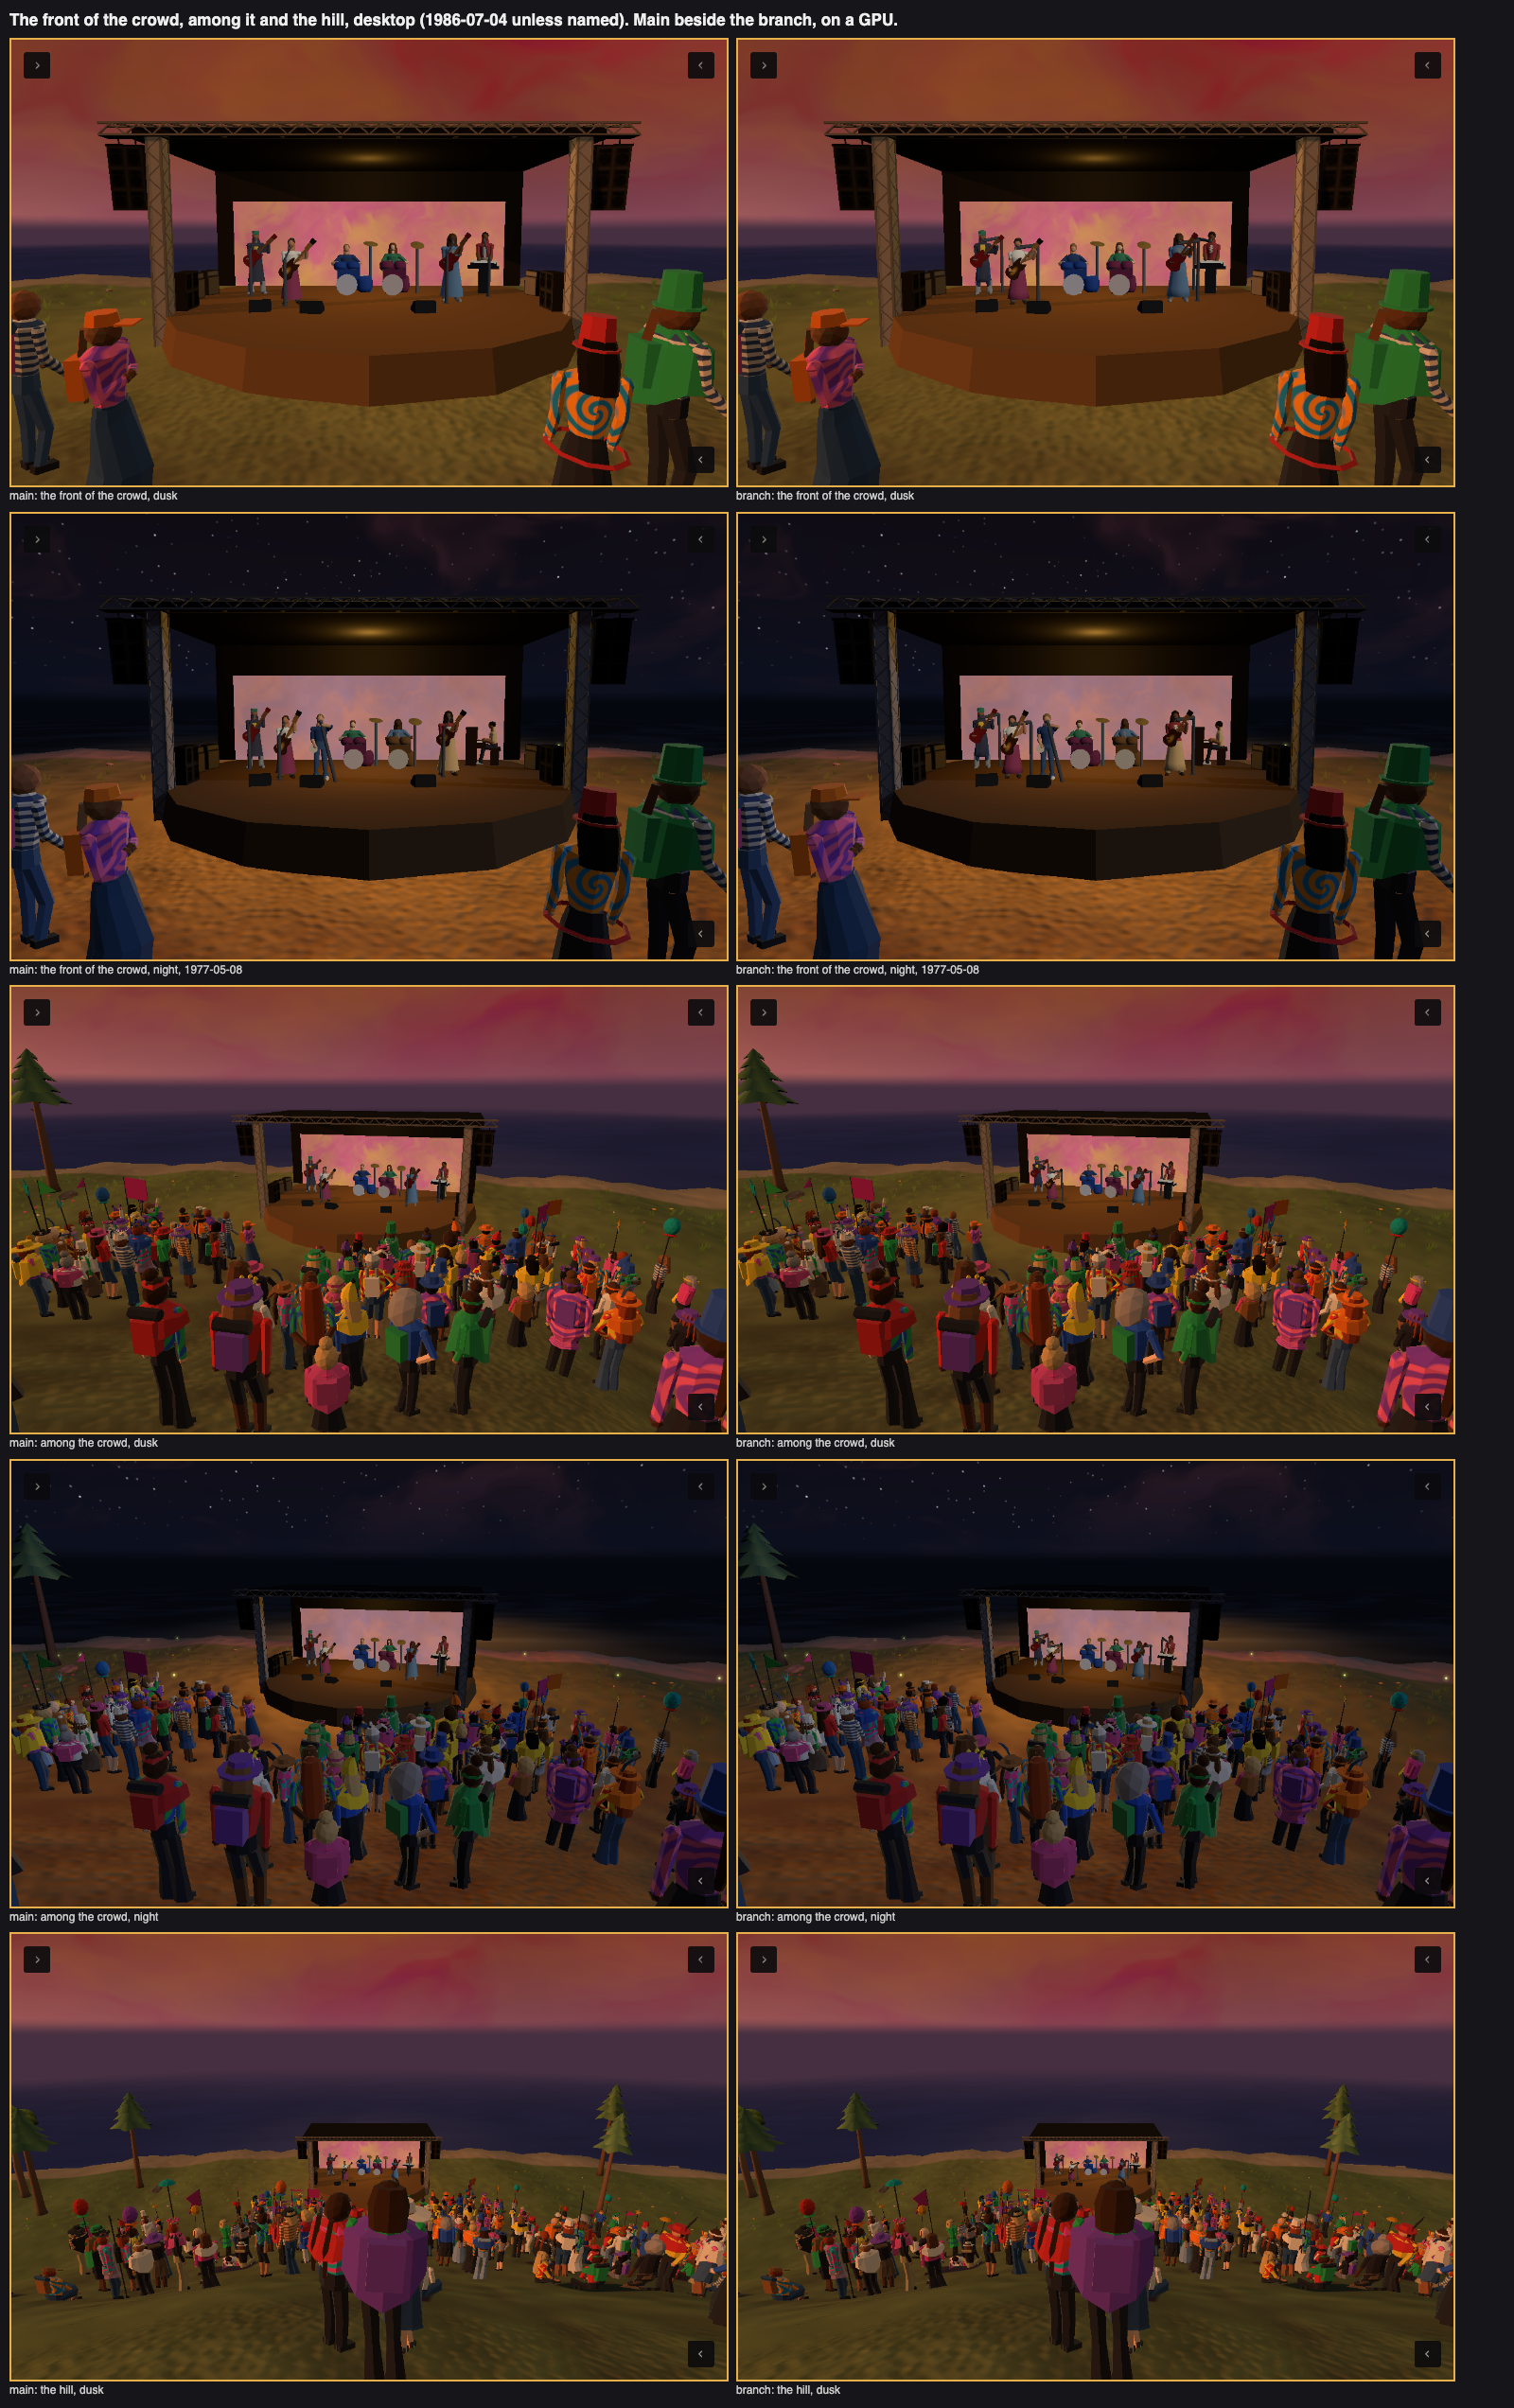 The front of the crowd, among it and the hill, desktop (1986-07-04 unless named). Main beside the branch, on a GPU.
main: the front of the crowd, dusk
branch: the front of the crowd, dusk
main: the front of the crowd, night, 1977-05-08
branch: the front of the crowd, night, 1977-05-08
main: among the crowd, dusk
branch: among the crowd, dusk
main: among the crowd, night
branch: among the crowd, night
main: the hill, dusk
branch: the hill, dusk